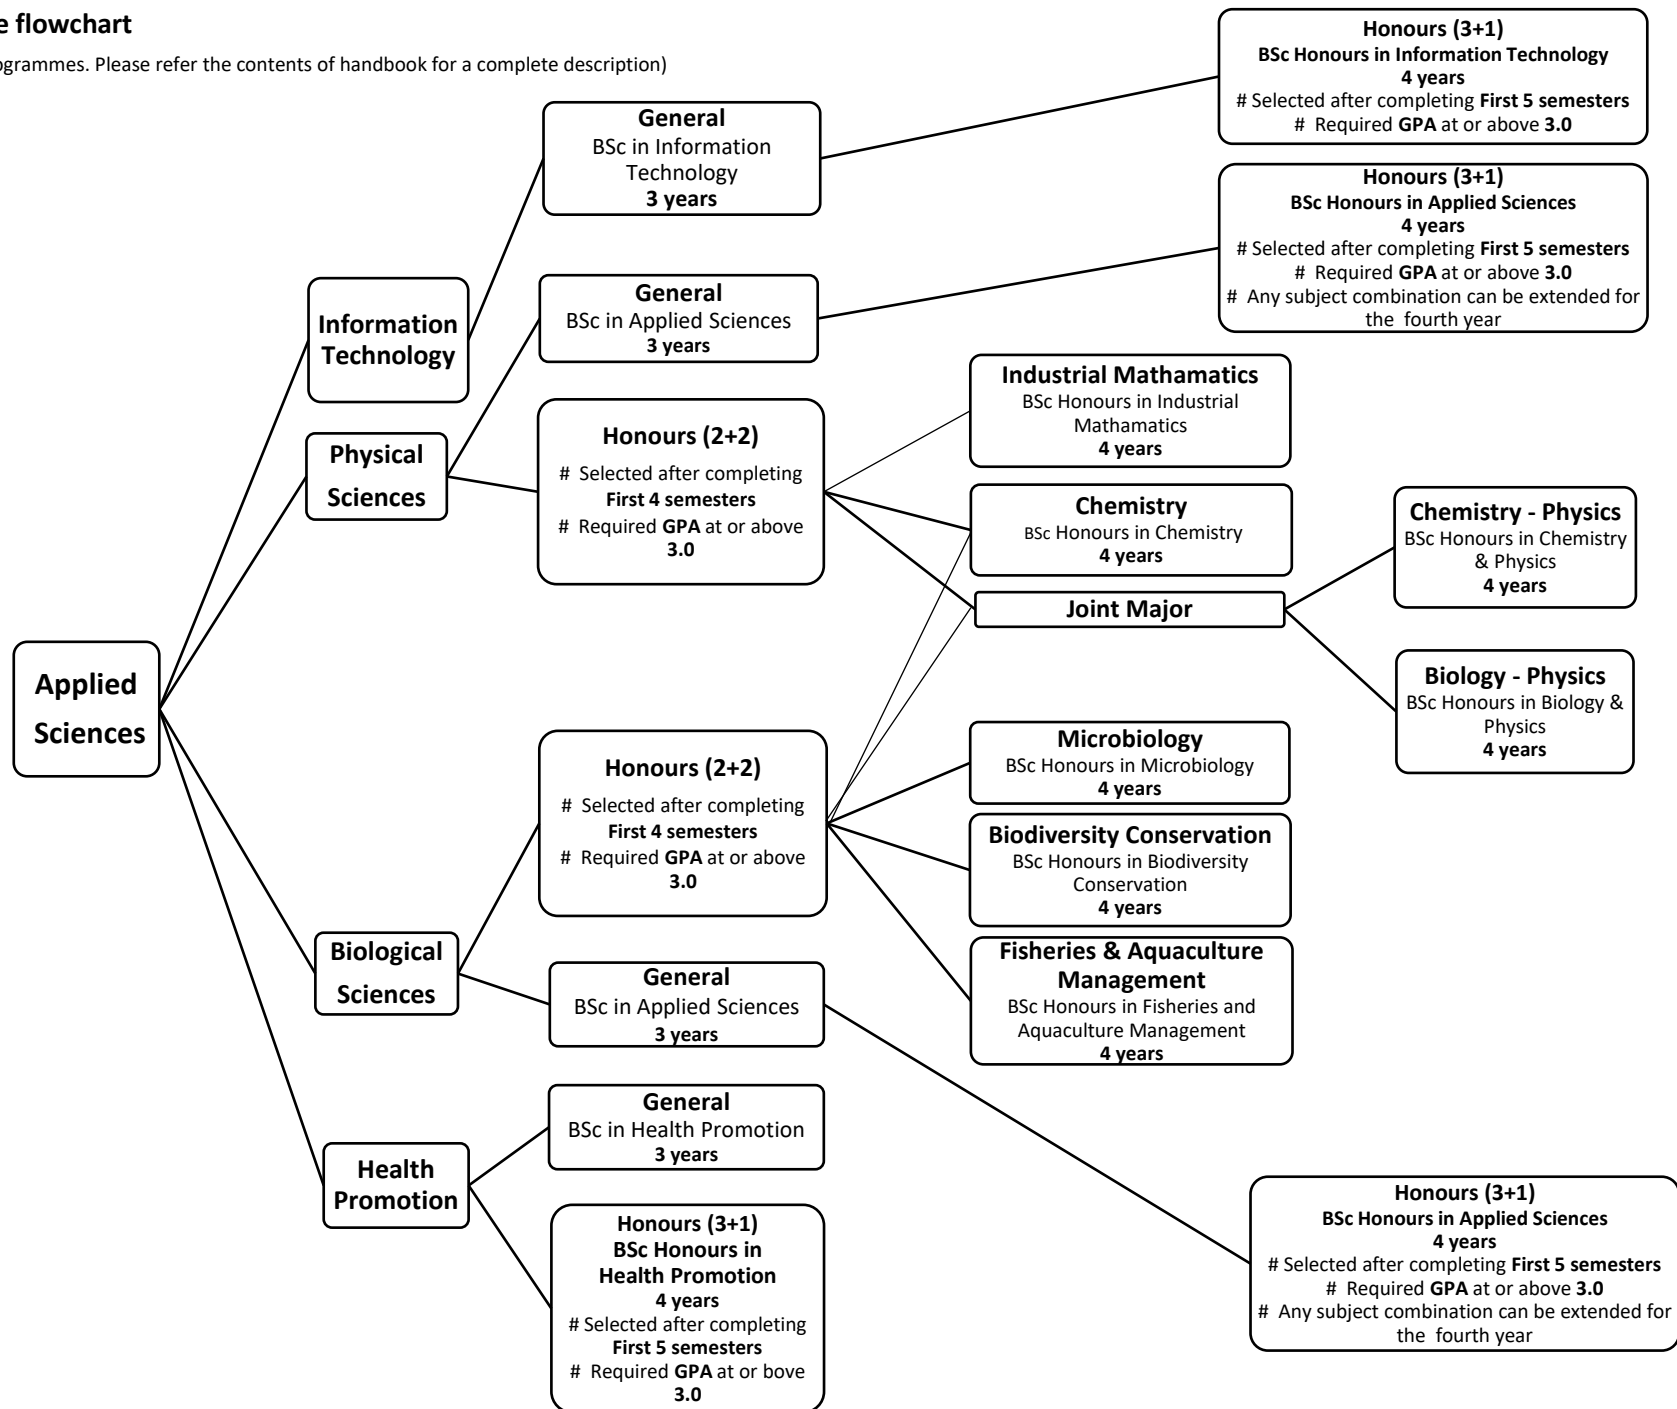 e flowchart
ogrammes. Please refer the contents of handbook for a complete description)
Honours (3+1)
BSc Honours in Information Technology
4 years
# Selected after completing First 5 semesters
# Required GPA at or above 3.0
General
BSc in Information
Technology
3 years
Honours (3+1)
BSc Honours in Applied Sciences
4 years
# Selected after completing First 5 semesters
# Required GPA at or above 3.0
# Any subject combination can be extended for
the fourth year
Information
Technology
General
BSc in Applied Sciences
3 years
Industrial Mathamatics
BSc Honours in Industrial
Mathamatics
4 years
Physical
Sciences
Honours (2+2)
# Selected after completing
First 4 semesters
# Required GPA at or above
3.0
Chemistry
BSc Honours in Chemistry
4 years
Chemistry - Physics
BSc Honours in Chemistry
& Physics
4 years
Joint Major
Applied
Sciences
Biology - Physics
BSc Honours in Biology &
Physics
4 years
Honours (2+2)
# Selected after completing
First 4 semesters
# Required GPA at or above
3.0
Microbiology
BSc Honours in Microbiology
4 years
Biodiversity Conservation
BSc Honours in Biodiversity
Conservation
4 years
Biological
Sciences
Fisheries & Aquaculture
Management
BSc Honours in Fisheries and
Aquaculture Management
4 years
General
BSc in Applied Sciences
3 years
General
BSc in Health Promotion
3 years
Health
Promotion
Honours (3+1)
BSc Honours in
Health Promotion
4 years
# Selected after completing
First 5 semesters
# Required GPA at or bove
3.0
Honours (3+1)
BSc Honours in Applied Sciences
4 years
# Selected after completing First 5 semesters
# Required GPA at or above 3.0
# Any subject combination can be extended for
the fourth year